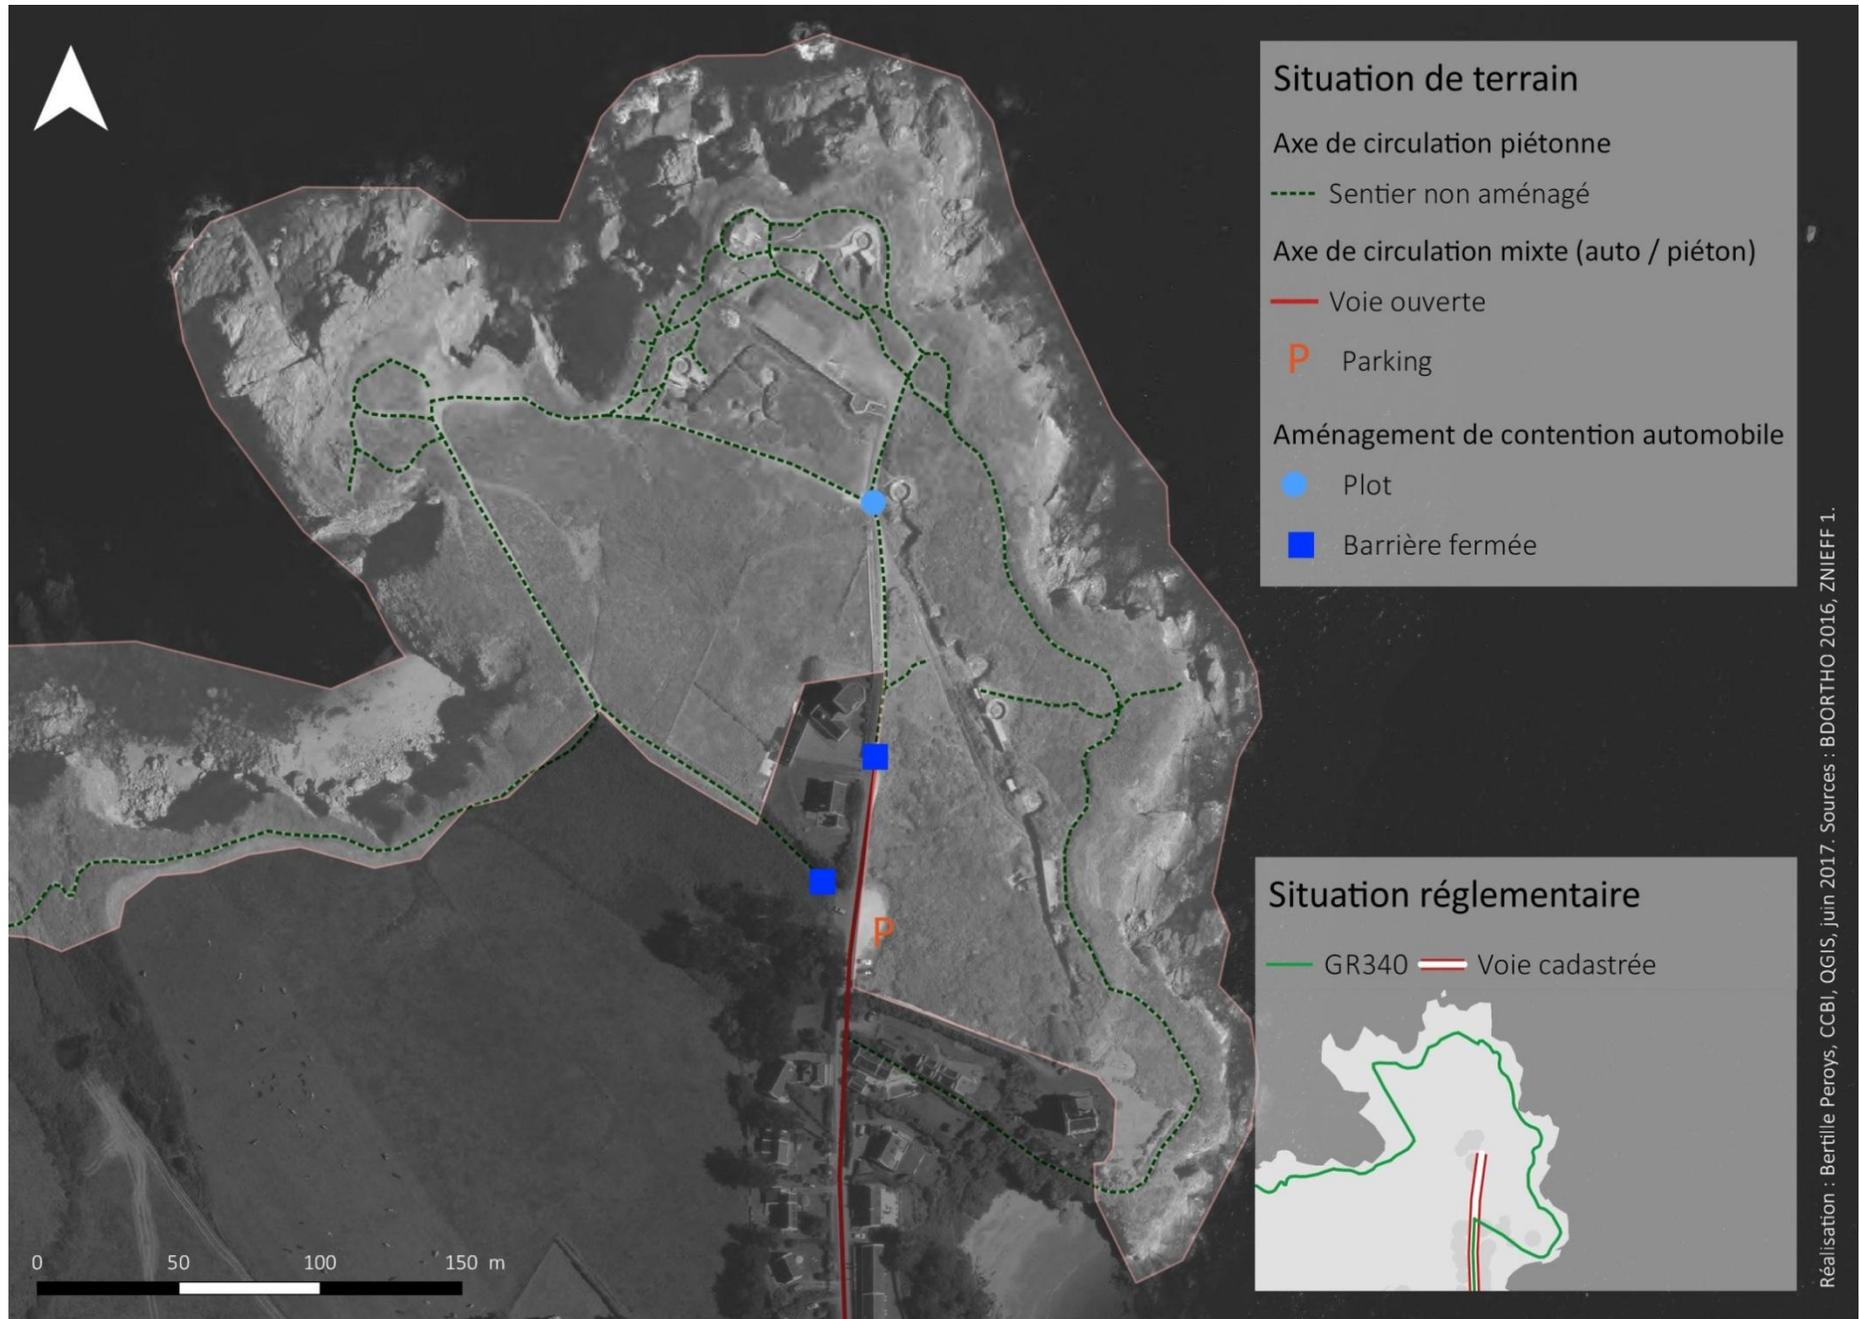 Situation de terrain
Axe de circulation piétonne
Sentier non aménagé
Axe de circulation mixte (auto / piéton)
Voie ouverte
P Parking
Aménagement de contention automobile
Plot
Barrière fermée
P
Situation réglementaire
GR340 Voie cadastrée
0 50 100 150 m
Réalisation : Bertille Peroys, CCBI, QGIS, juin 2017. Sources : BDORTHO 2016, ZNIEFF 1.